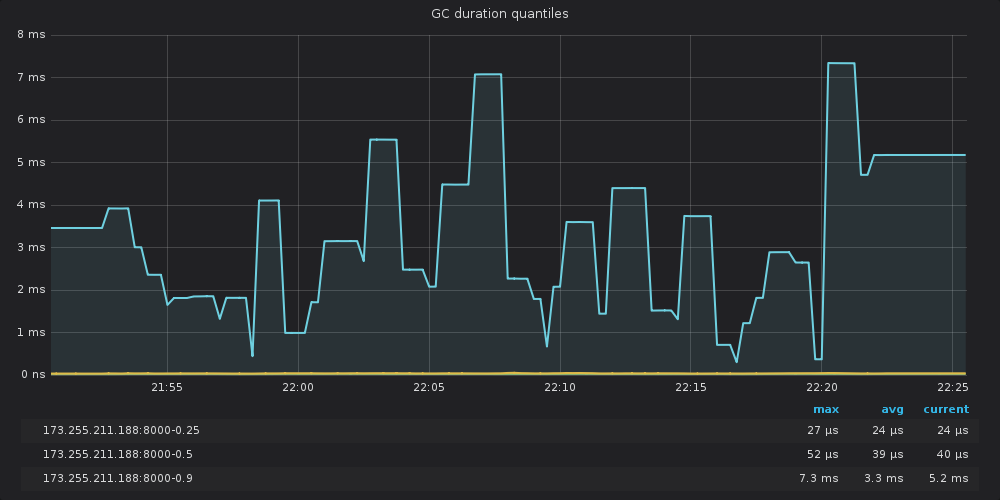 GC duration quantiles
8 ms
7 ms
6 ms
5 ms
4 ms
3 ms
2 ms
1 ms
0 ns
21:55 22:00 22:05 22:10 22:15 22:20 22:25
max avg current
173.255.211.188:8000-0.25 27 µs 24 µs 24 µs
173.255.211.188:8000-0.5 52 µs 39 µs 40 µs
173.255.211.188:8000-0.9 7.3 ms 3.3 ms 5.2 ms